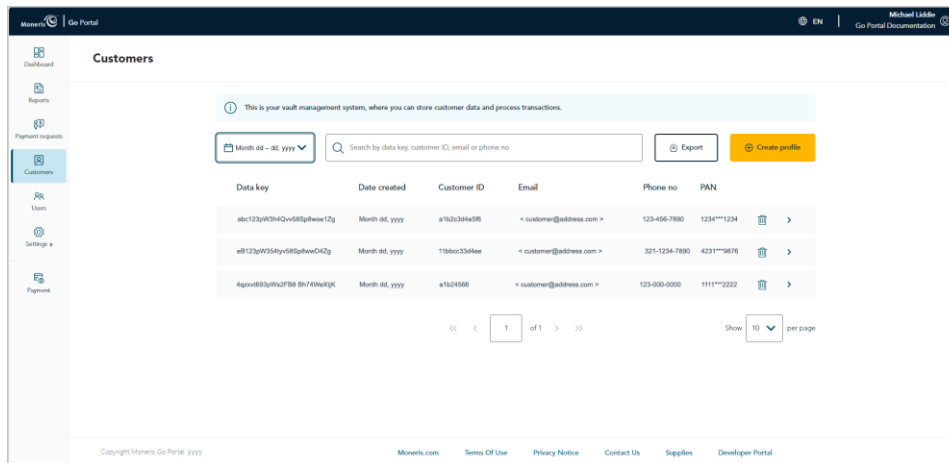 Moneris Go Portal
EN
Michael Liddle
Go Portal Documentation
Dashboard
Reports
Payment requests
Customers
Users
Settings
Payment
Customers
This is your vault management system, where you can store customer data and process transactions.
Month dd – dd, yyyy
Search by data key, customer ID, email or phone no
Export
Create profile
Data key Date created Customer ID Email Phone no PAN
abc123pW3h4Qvv58Sp8woe1Zg Month dd, yyyy a1b2c3d4e5f6 < customer@address.com > 123-456-7890 1234***1234
eB123pW354tyv58Sp8wwD4Zg Month dd, yyyy 11bbcc33d4ee < customer@address.com > 321-1234-7890 4231***9876
Month dd, yyyy a1b24566 < customer@address.com > 123-000-0000 1111***2222
<< < 1 of 1 > >> Show 10 per page
Copyright Moneris Go Portal yyyy
Moneris.com Terms Of Use Privacy Notice Contact Us Supplies Developer Portal